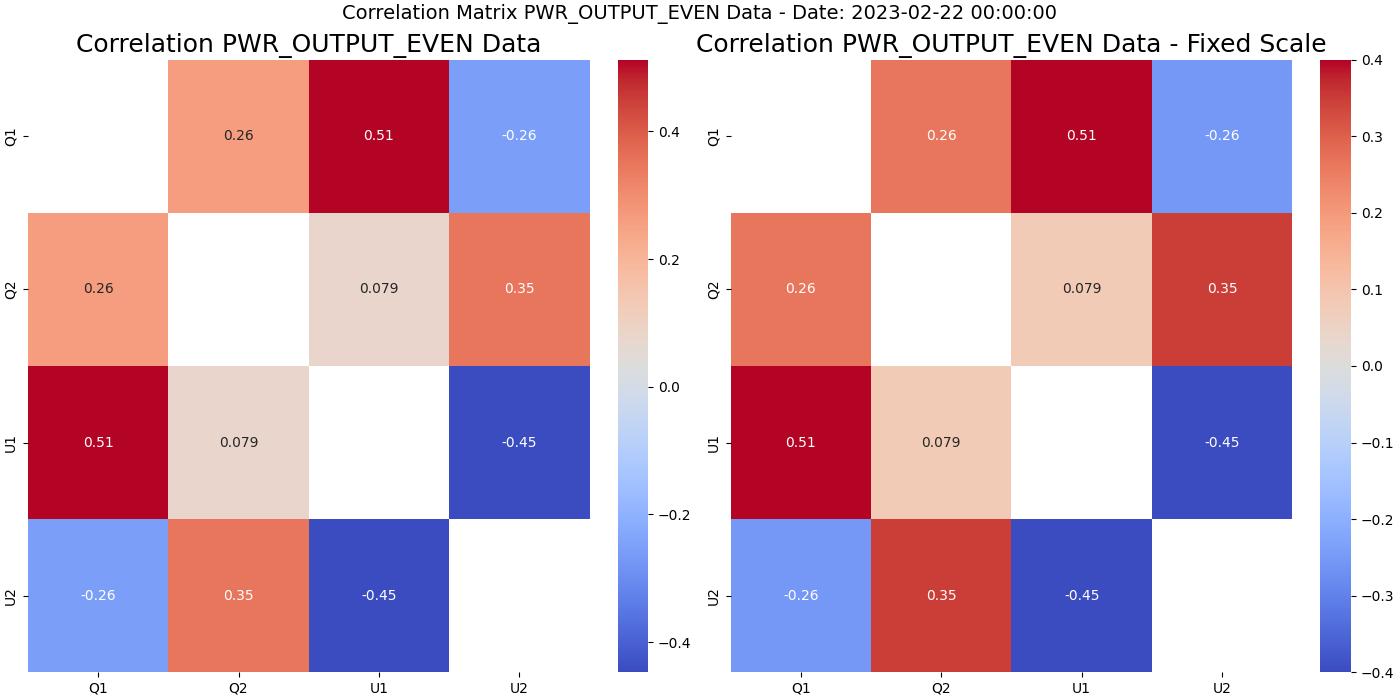 Correlation Matrix PWR_OUTPUT_EVEN Data - Date: 2023-02-22 00:00:00
Correlation PWR_OUTPUT_EVEN Data
Q1
0.26
0.51
-0.26
Q2
0.26
0.079
0.35
U1
0.51
0.079
-0.45
U2
-0.26
0.35
-0.45
Q1
Q2
U1
U2
0.4
0.2
0.0
−0.2
−0.4
Correlation PWR_OUTPUT_EVEN Data - Fixed Scale
Q1
0.26
0.51
-0.26
Q2
0.26
0.079
0.35
U1
0.51
0.079
-0.45
U2
-0.26
0.35
-0.45
Q1
Q2
U1
U2
0.4
0.3
0.2
0.1
0.0
−0.1
−0.2
−0.3
−0.4